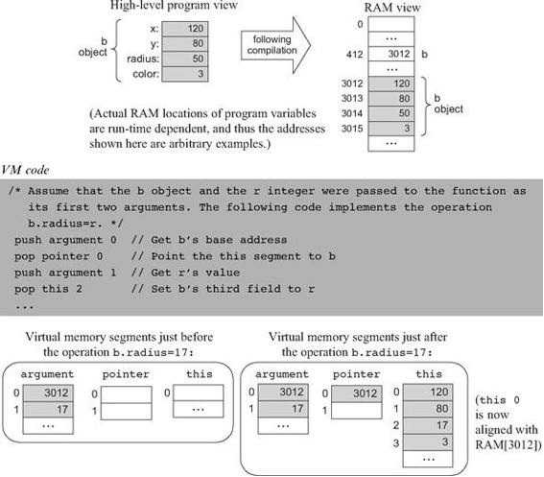 High-level program view
RAM view
b
object
x: 120
y: 80
radius: 50
color: 3
following
compilation
0
...
412 3012 b
...
3012 120
3013 80
3014 50
3015 3
...
b
object
(Actual RAM locations of program variables
are run-time dependent, and thus the addresses
shown here are arbitrary examples.)
VM code
/* Assume that the b object and the r integer were passed to the function as
its first two arguments. The following code implements the operation
b.radius=r. */
push argument 0 // Get b's base address
pop pointer 0 // Point the this segment to b
push argument 1 // Get r's value
pop this 2 // Set b's third field to r
...
Virtual memory segments just before
the operation b.radius=17:
argument pointer this
0 3012 0 0
1 17 1 ...
...
Virtual memory segments just after
the operation b.radius=17:
argument pointer this
0 3012 0 3012 0 120
1 17 1 1 80
... 2 17
3 3
...
(this 0
is now
aligned with
RAM[3012])